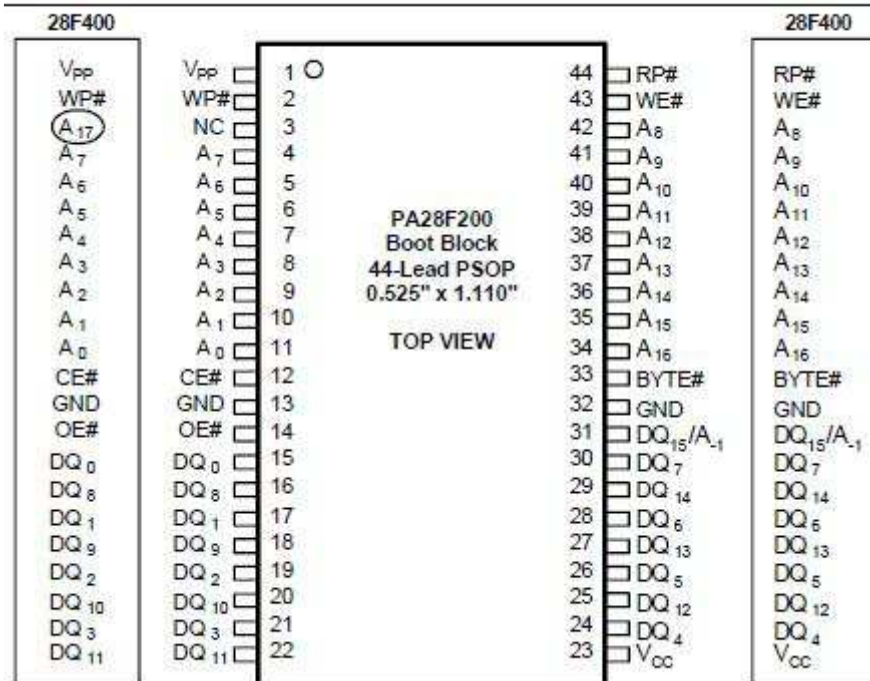 28F400 28F400
VPP VPP 1 44 RP# RP#
WP# WP# 2 43 WE# WE#
A17 NC 3 42 A8 A8
A7 A7 4 41 A9 A9
A6 A6 5 40 A10 A10
A5 A5 6 39 A11 A11
A4 A4 7 38 A12 A12
A3 A3 8 37 A13 A13
A2 A2 9 36 A14 A14
A1 A1 10 35 A15 A15
A0 A0 11 34 A16 A16
CE# CE# 12 33 BYTE# BYTE#
GND GND 13 32 GND GND
OE# OE# 14 31 DQ15/A-1 DQ15/A-1
DQ0 DQ0 15 30 DQ7 DQ7
DQ8 DQ8 16 29 DQ14 DQ14
DQ1 DQ1 17 28 DQ6 DQ6
DQ9 DQ9 18 27 DQ13 DQ13
DQ2 DQ2 19 26 DQ5 DQ5
DQ10 DQ10 20 25 DQ12 DQ12
DQ3 DQ3 21 24 DQ4 DQ4
DQ11 DQ11 22 23 VCC VCC
PA28F200
Boot Block
44-Lead PSOP
0.525" x 1.110"
TOP VIEW